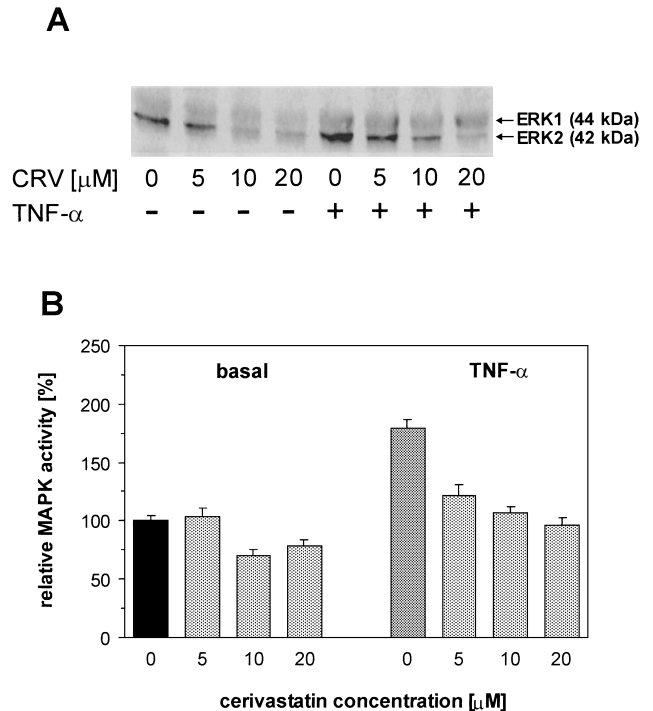 A
ERK1 (44 kDa)
ERK2 (42 kDa)
CRV [μM] 0 5 10 20 0 5 10 20
TNF-α - - - - + + + +
B
250
200
150
100
50
0
relative MAPK activity [%]
basal TNF-α
0 5 10 20 0 5 10 20
cerivastatin concentration [μM]